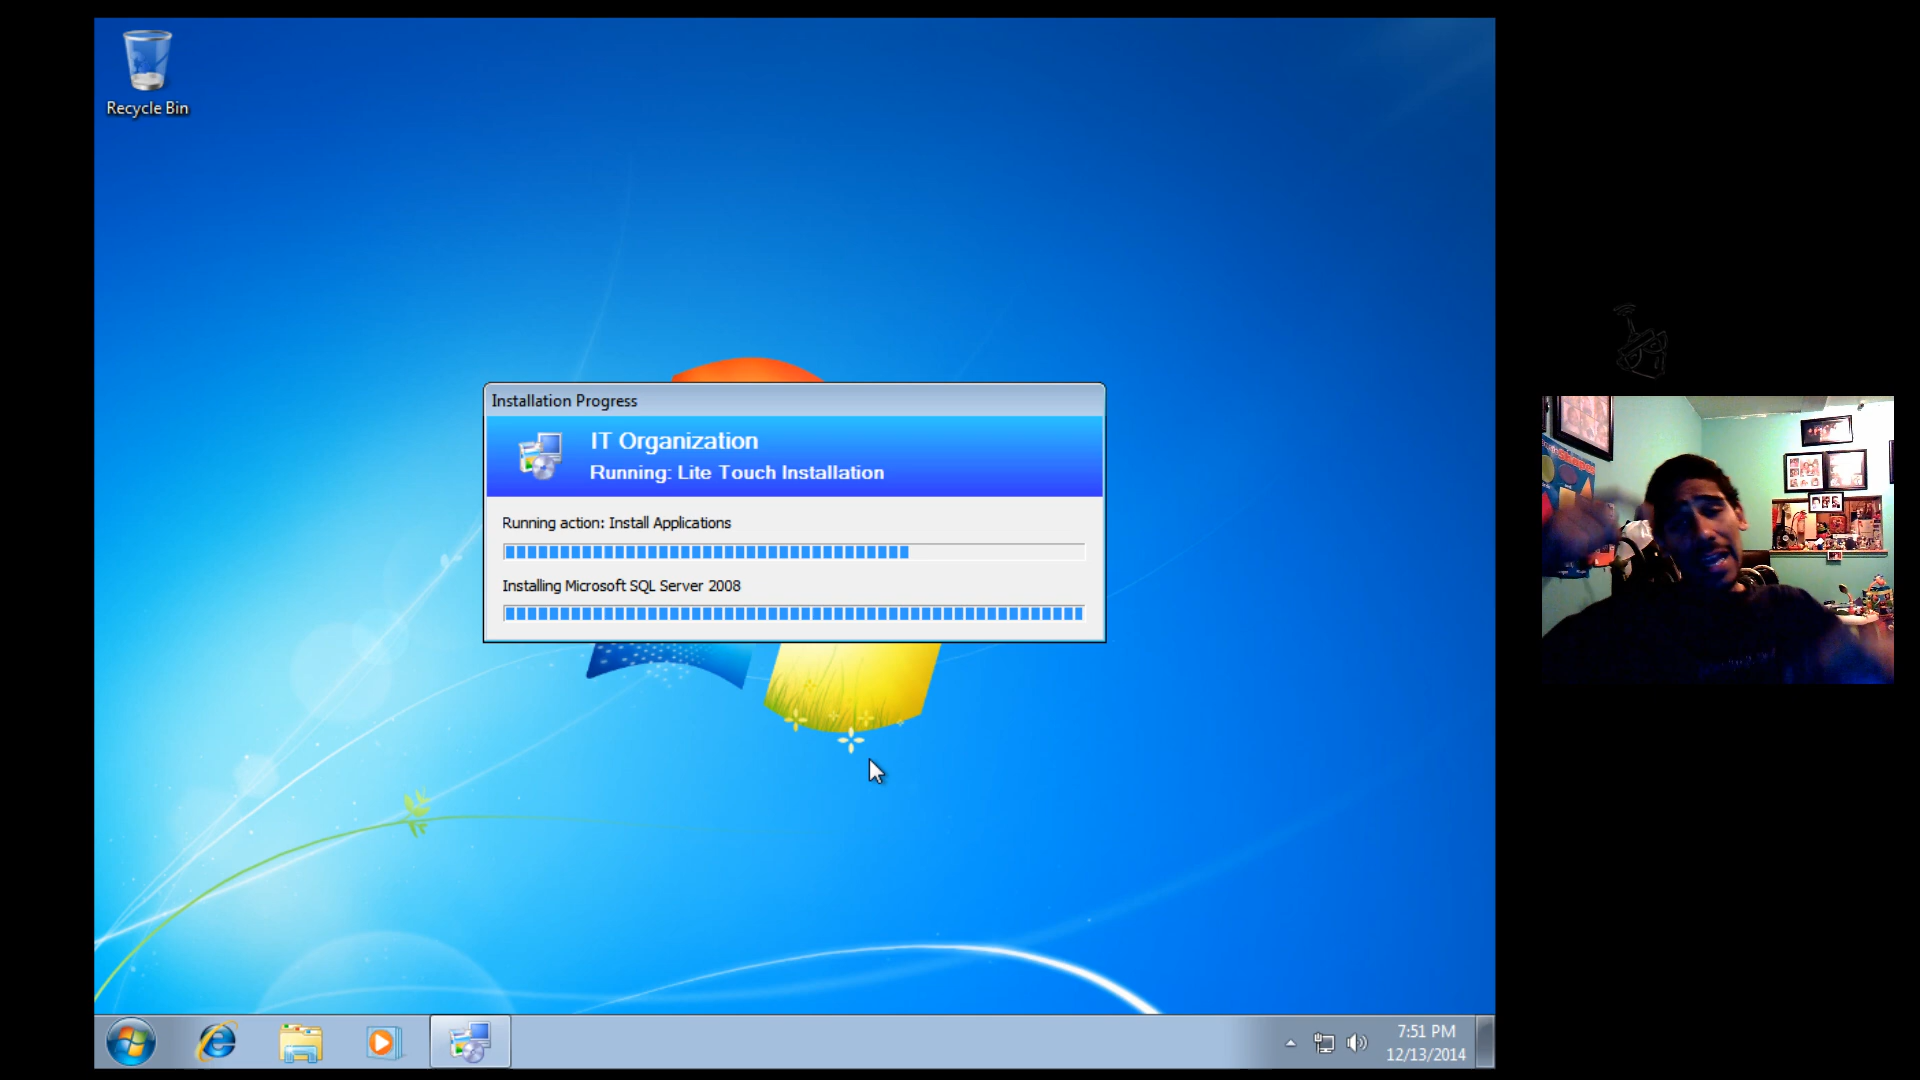 Recycle Bin
Installation Progress
IT Organization
Running: Lite Touch Installation
Running action: Install Applications
Installing Microsoft SQL Server 2008
7:51 PM
12/13/2014